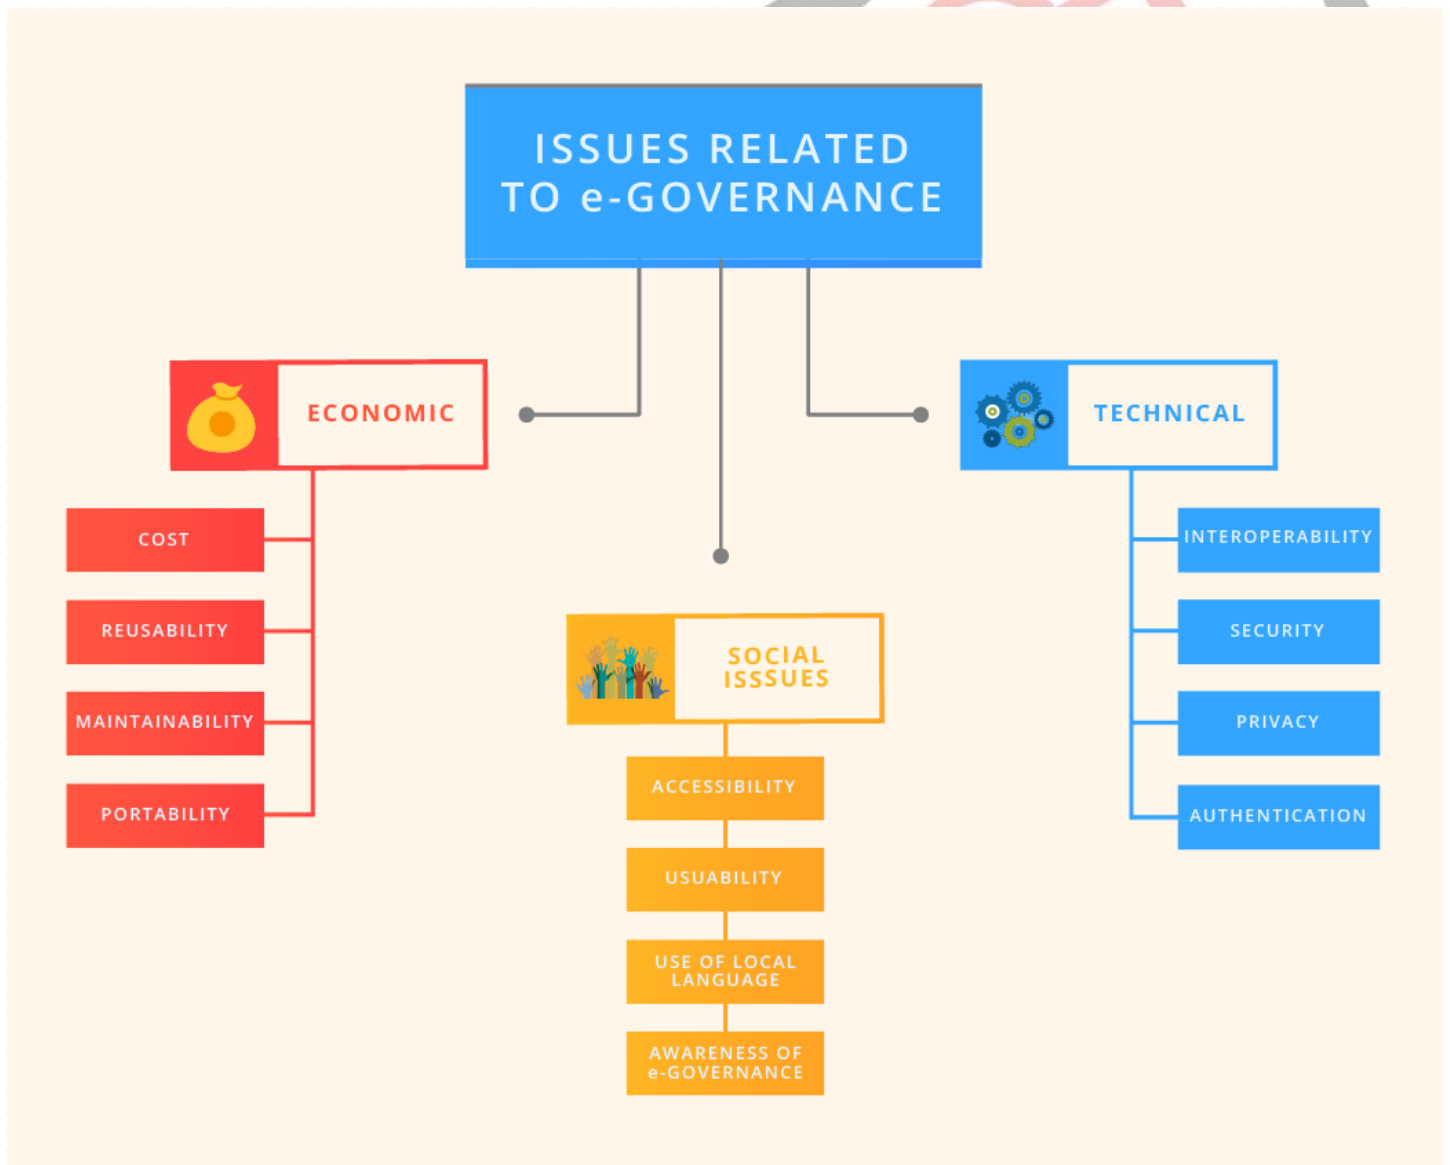 ISSUES RELATED
TO e-GOVERNANCE
ECONOMIC
COST
REUSABILITY
MAINTAINABILITY
PORTABILITY
SOCIAL
ISSSUES
ACCESSIBILITY
USUABILITY
USE OF LOCAL
LANGUAGE
AWARENESS OF
e-GOVERNANCE
TECHNICAL
INTEROPERABILITY
SECURITY
PRIVACY
AUTHENTICATION